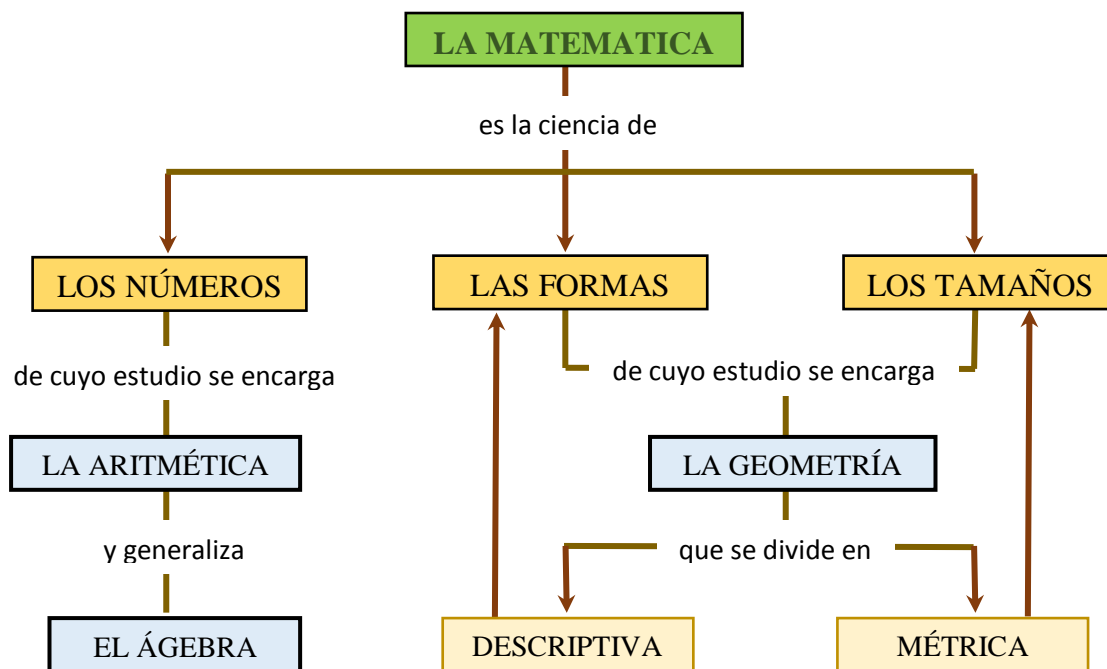 LA MATEMATICA
es la ciencia de
LOS NÚMEROS
LAS FORMAS
LOS TAMAÑOS
de cuyo estudio se encarga
de cuyo estudio se encarga
LA ARITMÉTICA
LA GEOMETRÍA
y generaliza
que se divide en
EL ÁGEBRA
DESCRIPTIVA
MÉTRICA